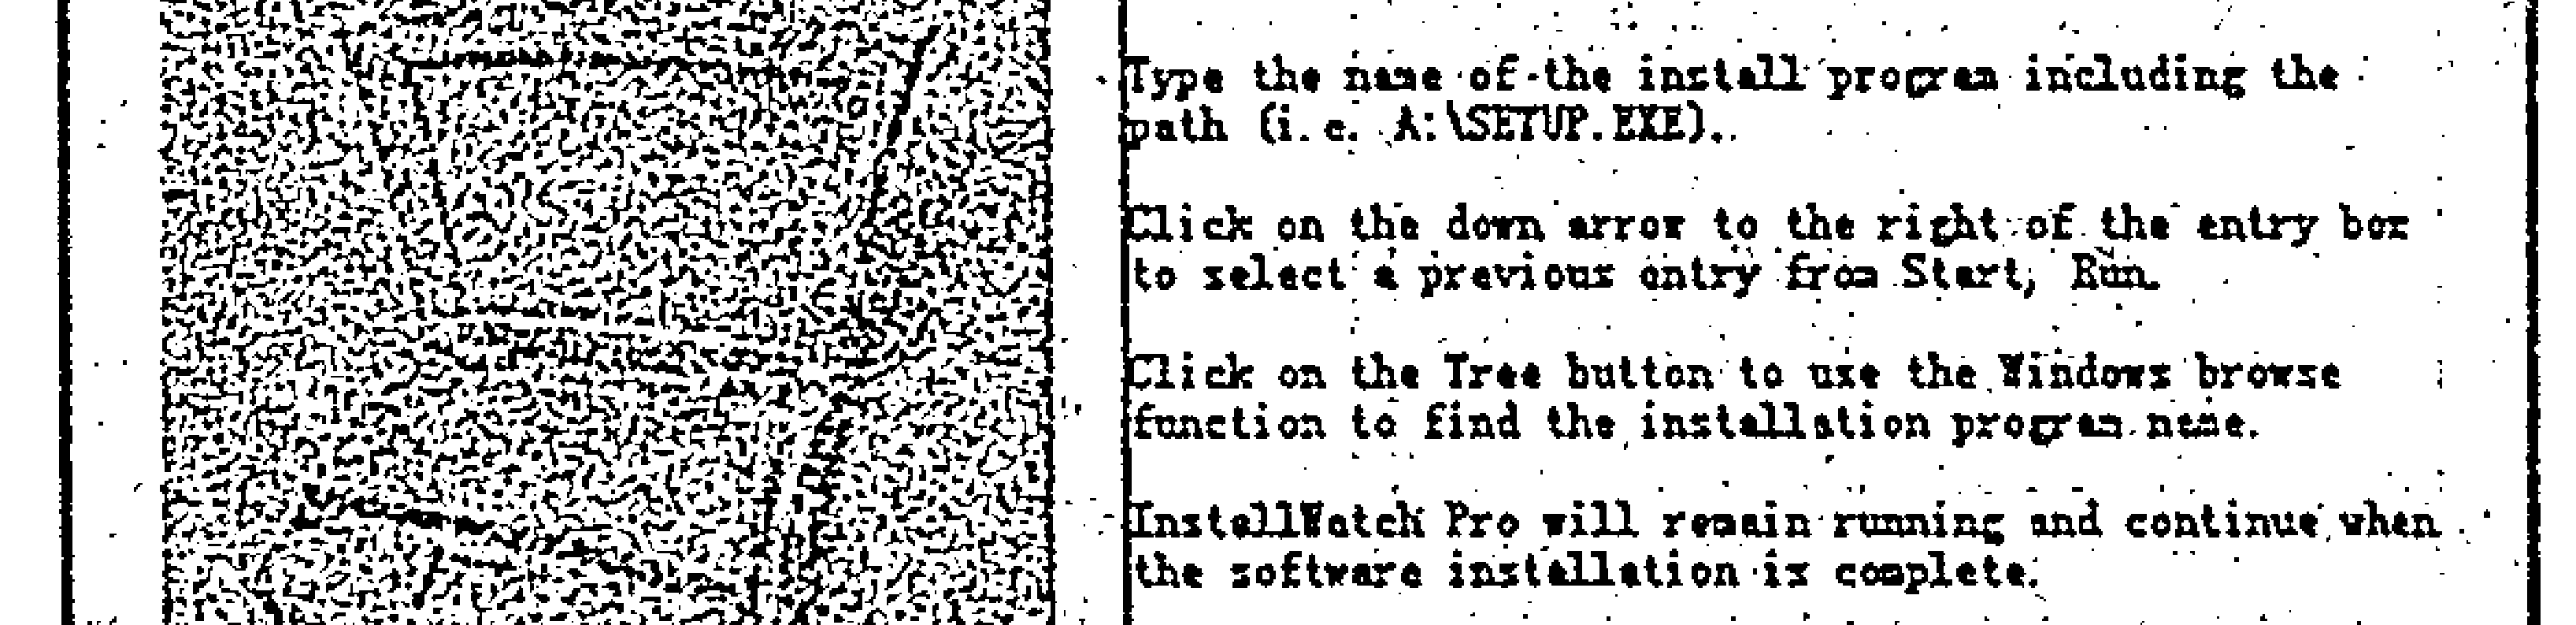 Type the name of the install program including the
path (i.e. A:\SETUP.EXE).
Click on the down arrow to the right of the entry box
to select a previous entry from Start, Run.
Click on the Tree button to use the Windows browse
function to find the installation program name.
InstallWatch Pro will remain running and continue when
the software installation is complete.